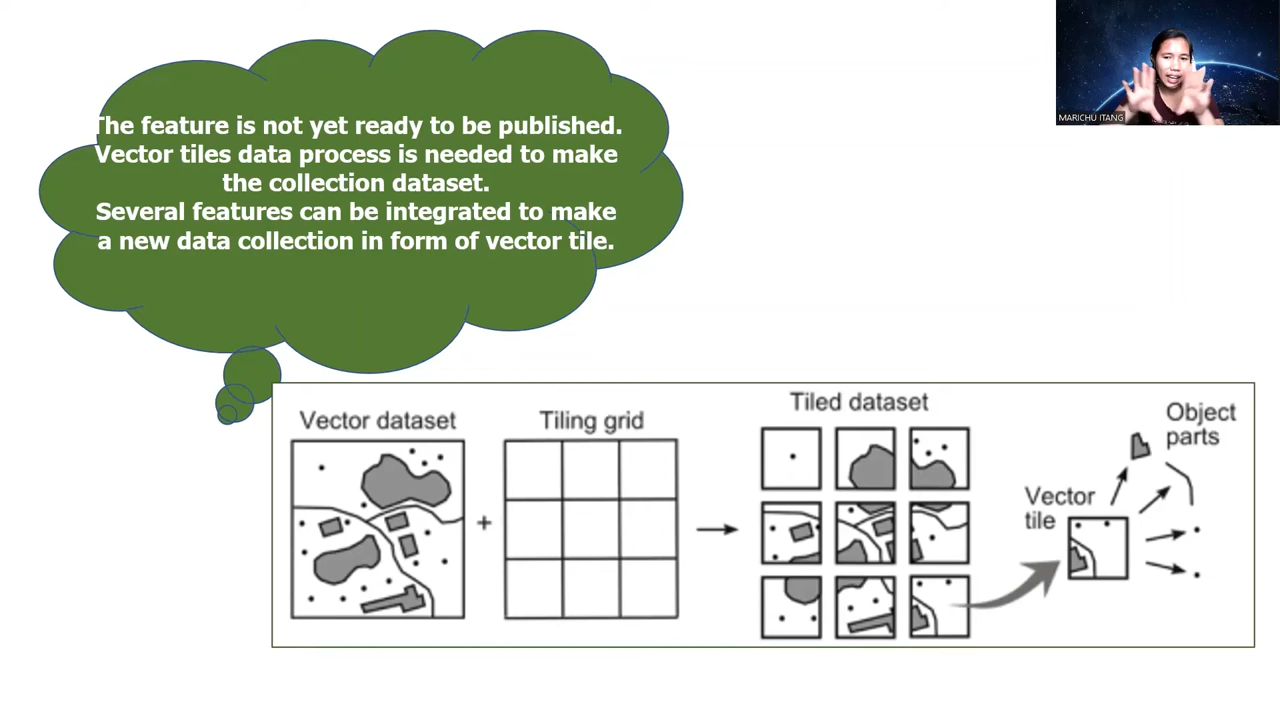 The feature is not yet ready to be published.
Vector tiles data process is needed to make
the collection dataset.
Several features can be integrated to make
a new data collection in form of vector tile.
MARICHU ITANG
Vector dataset
+
Tiling grid
Tiled dataset
Vector
tile
Object
parts